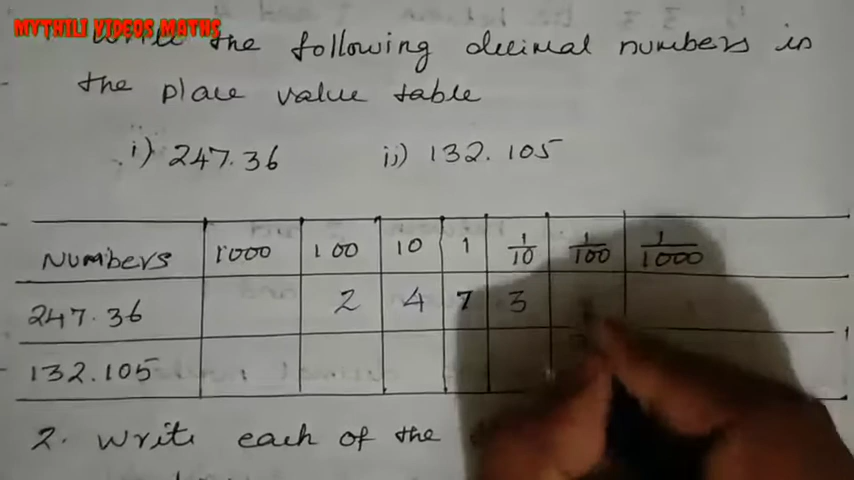 MYTHILI VIDEOS MATHS
Write the following decimal numbers in
the place value table
i) 247.36 ii) 132.105
Numbers 1000 100 10 1 1/10 1/100 1/1000
247.36 2 4 7 3
132.105
2. Write each of the